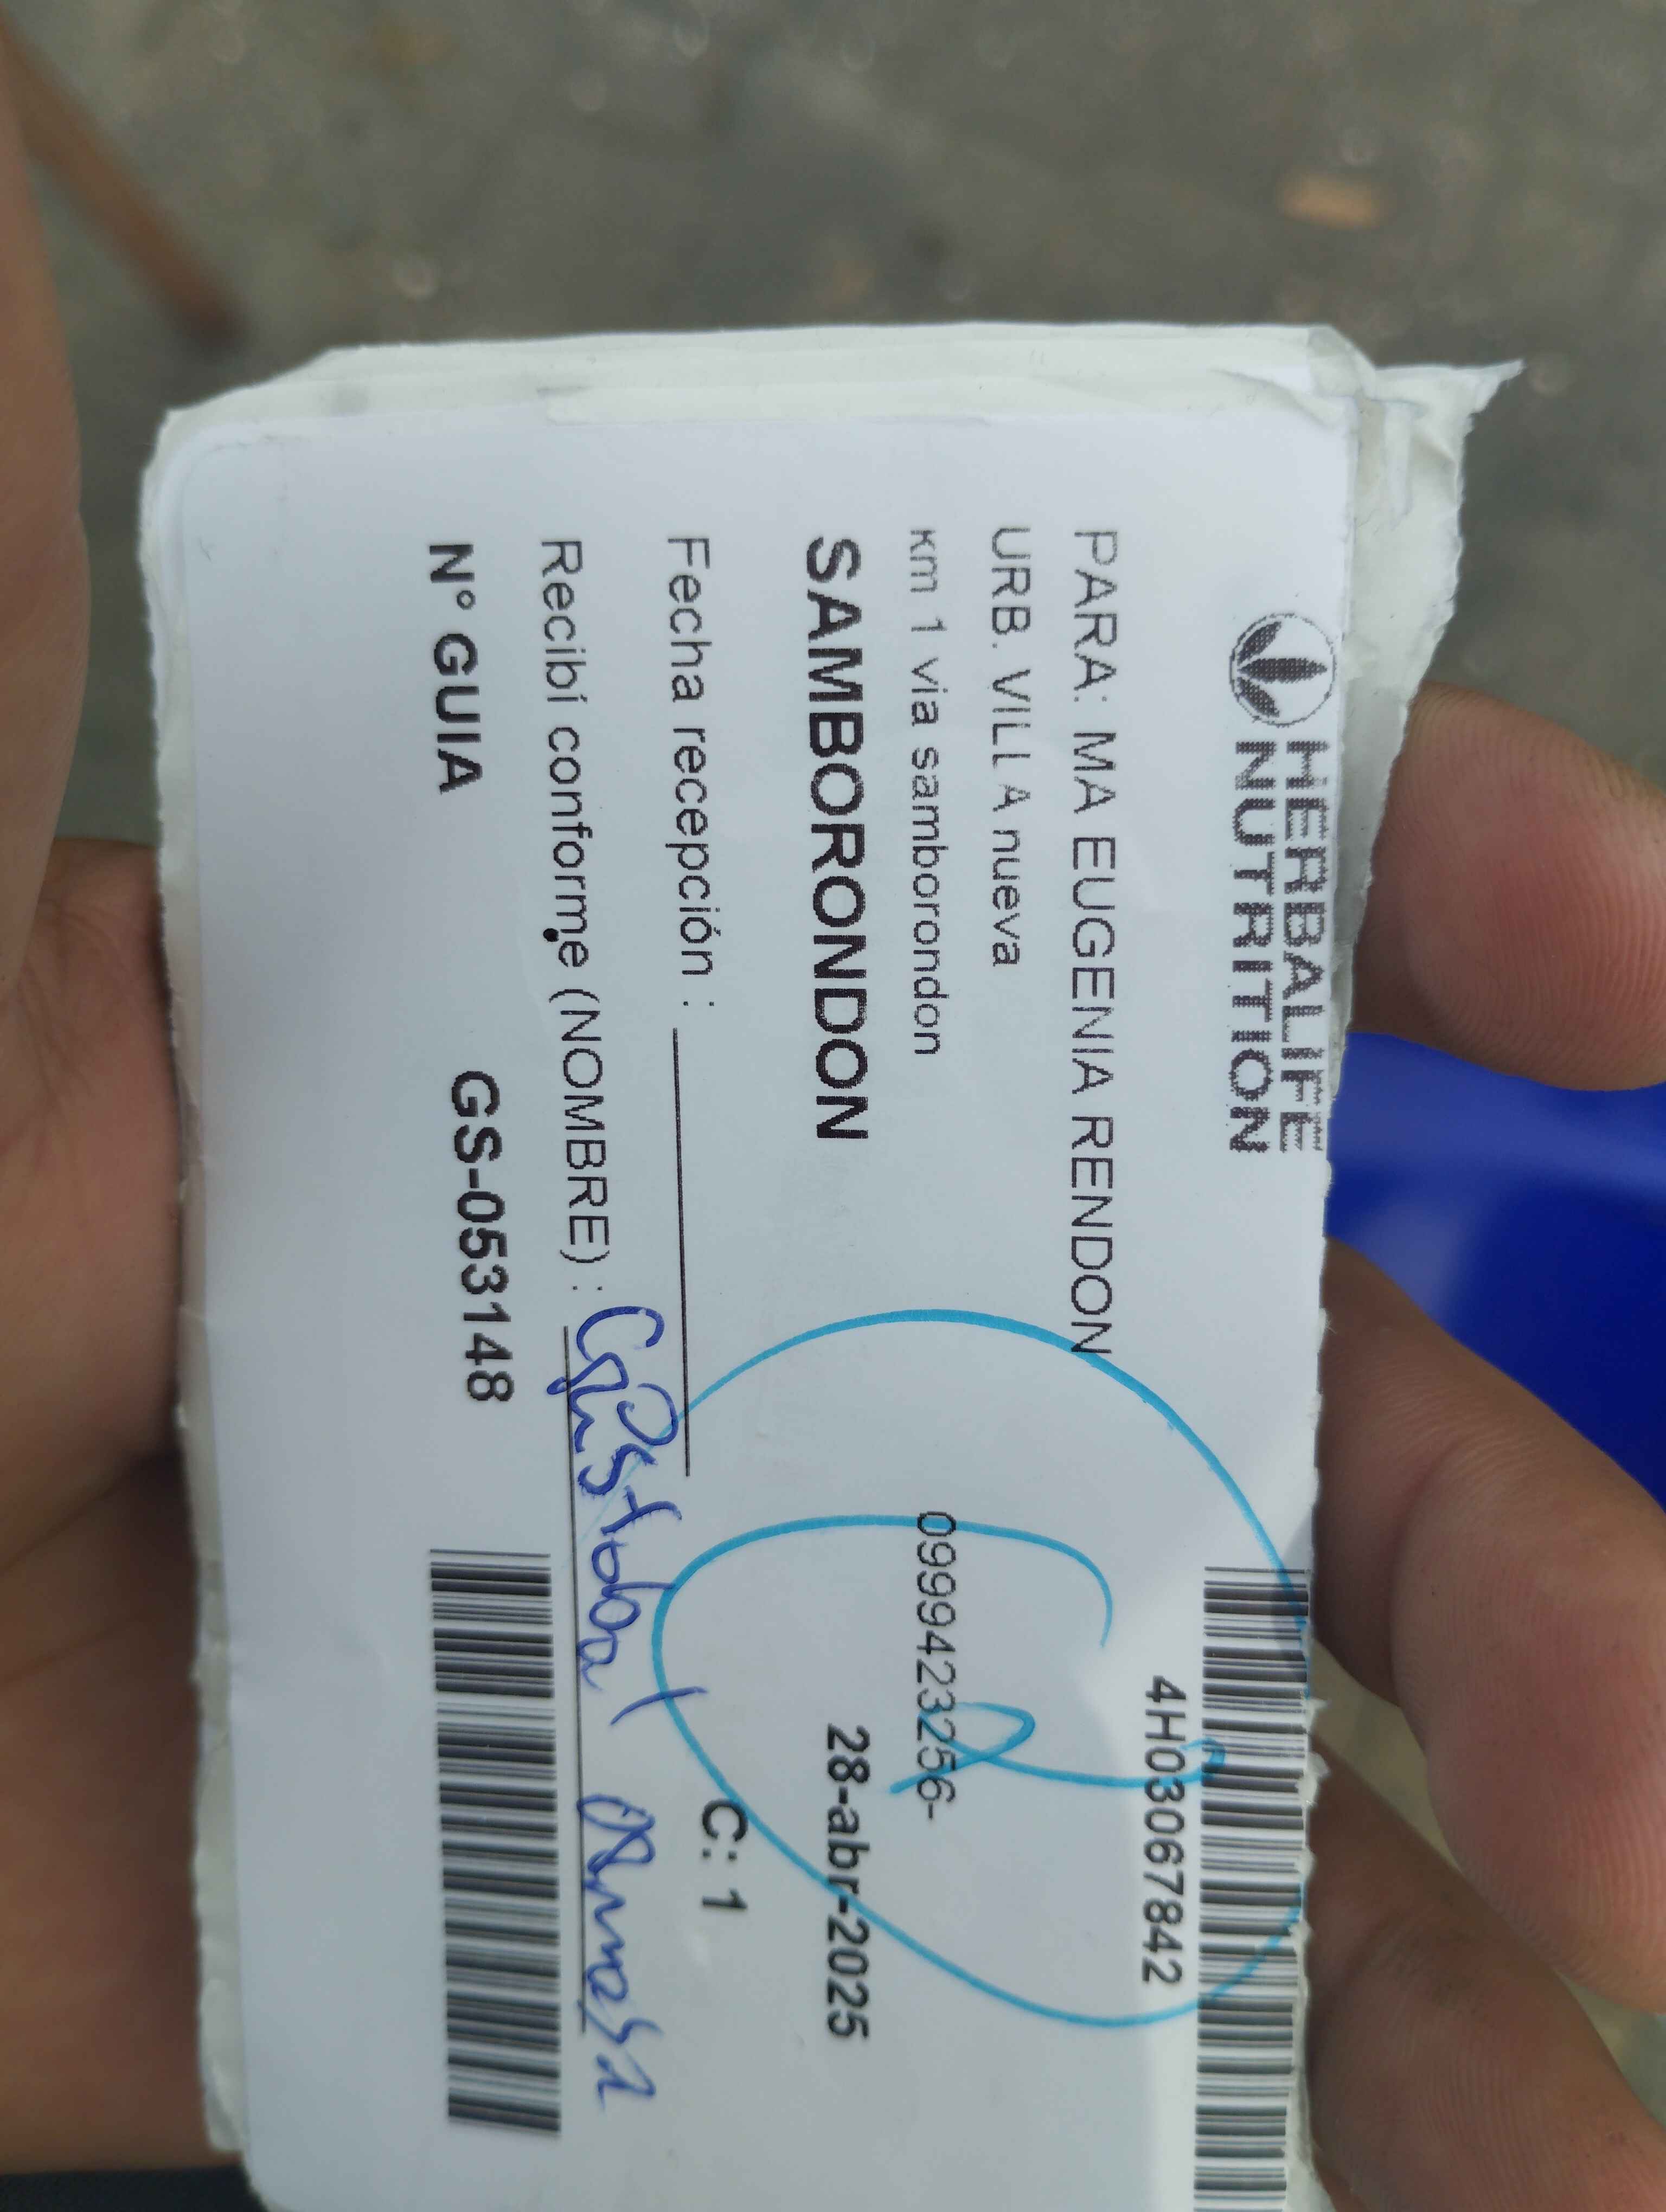 HERBALIFE
NUTRITION
4H03067842
PARA: MA EUGENIA RENDON
URB. VILLA nueva
km 1 via samborondon 0999423256-
SAMBORONDON 28-abr-2025
Fecha recepción : C: 1
Recibí conforme (NOMBRE) : Cristobal
N° GUIA GS-053148